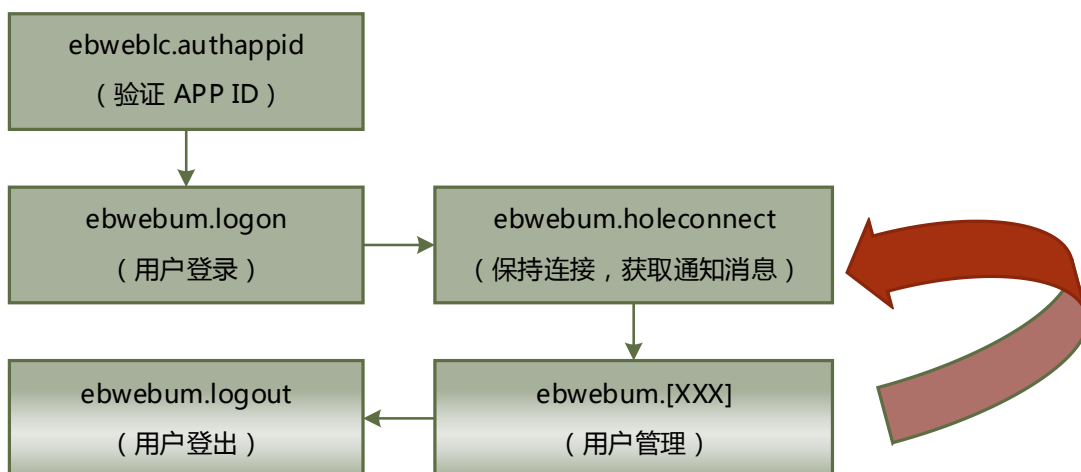 ebweblc.authappid
（验证 APP ID）
ebwebum.logon
（用户登录）
ebwebum.holeconnect
（保持连接，获取通知消息）
ebwebum.logout
（用户登出）
ebwebum.[XXX]
（用户管理）